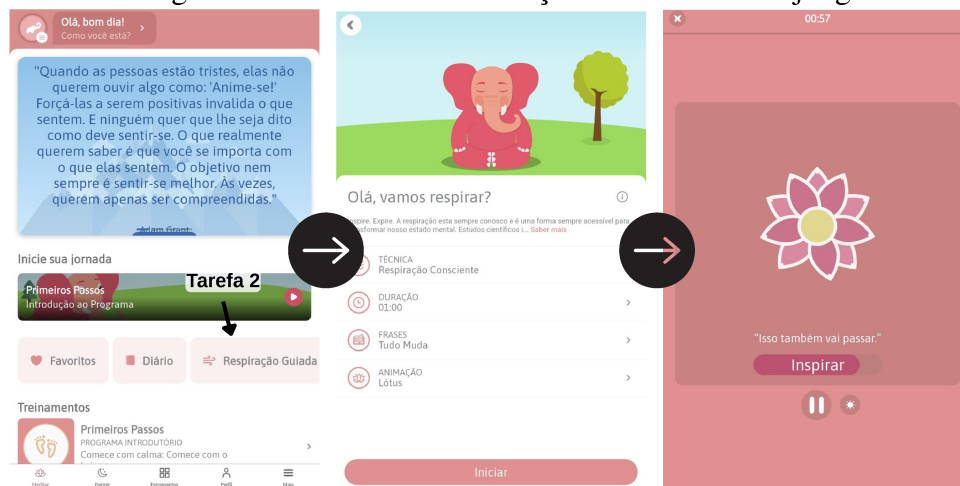 Olá, bom dia!
Como você está?
"Quando as pessoas estão tristes, elas não
querem ouvir algo como: 'Anime-se!'
Forçá-las a serem positivas invalida o que
sentem. E ninguém quer que lhe seja dito
como deve sentir-se. O que realmente
querem saber é que você se importa com
o que elas sentem. O objetivo nem
sempre é sentir-se melhor. Às vezes,
querem apenas ser compreendidas."
Adam Grant
Inicie sua jornada
Primeiros Passos
Introdução ao Programa
Tarefa 2
Favoritos
Diário
Respiração Guiada
Treinamentos
Primeiros Passos
PROGRAMA INTRODUTÓRIO
Comece com calma: Comece com o
Meditar
Dormir
Ferramentas
Perfil
Mais
Olá, vamos respirar?
Inspire. Expire. A respiração esta sempre conosco e é uma forma sempre acessível para
transformar nosso estado mental. Estudos científicos i... Saber mais
TÉCNICA
Respiração Consciente
DURAÇÃO
01:00
FRASES
Tudo Muda
ANIMAÇÃO
Lótus
Iniciar
00:57
"Isso também vai passar."
Inspirar